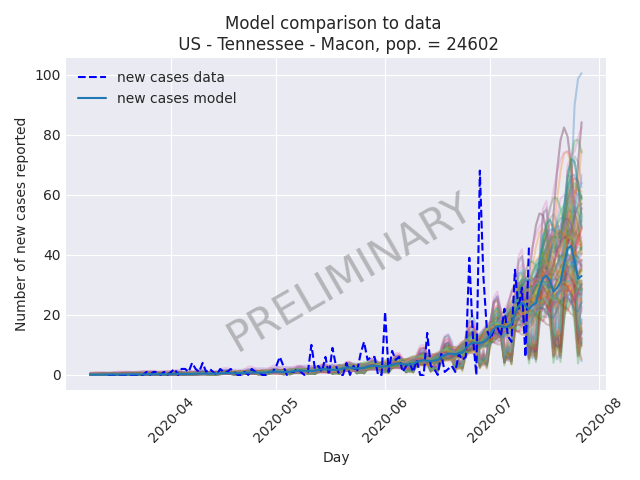 Model comparison to data
US - Tennessee - Macon, pop. = 24602
new cases data
new cases model
PRELIMINARY
Number of new cases reported
100
80
60
40
20
0
2020-04
2020-05
2020-06
2020-07
2020-08
Day